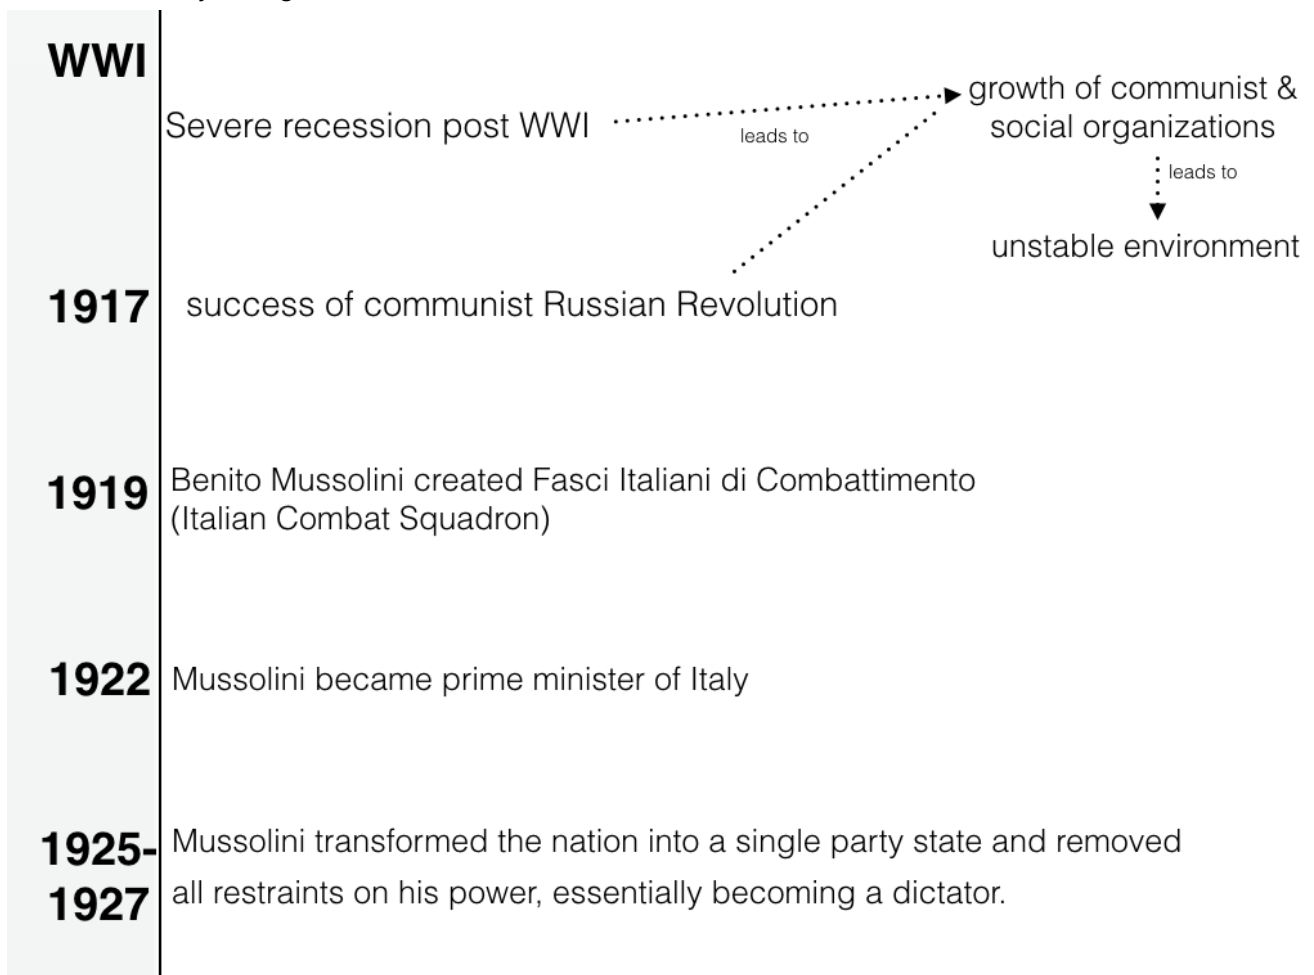 WWI
Severe recession post WWI
leads to
growth of communist &
social organizations
leads to
unstable environment
1917
success of communist Russian Revolution
1919
Benito Mussolini created Fasci Italiani di Combattimento
(Italian Combat Squadron)
1922
Mussolini became prime minister of Italy
1925-
1927
Mussolini transformed the nation into a single party state and removed
all restraints on his power, essentially becoming a dictator.